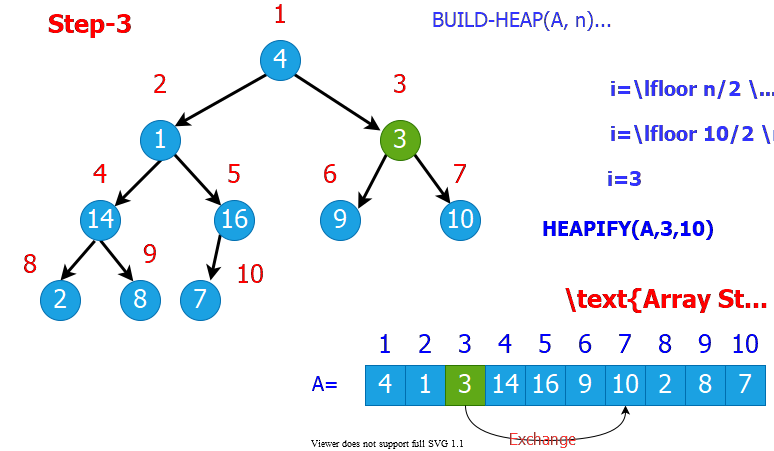 Step-3
1
BUILD-HEAP(A, n)...
4
2
3
i=\lfloor n/2 \...
1
3
i=\lfloor 10/2 \
4
5
6
7
i=3
14
16
9
10
HEAPIFY(A,3,10)
8
9
10
2
8
7
\text{Array St...
1 2 3 4 5 6 7 8 9 10
A= 4 1 3 14 16 9 10 2 8 7
Exchange
Viewer does not support full SVG 1.1